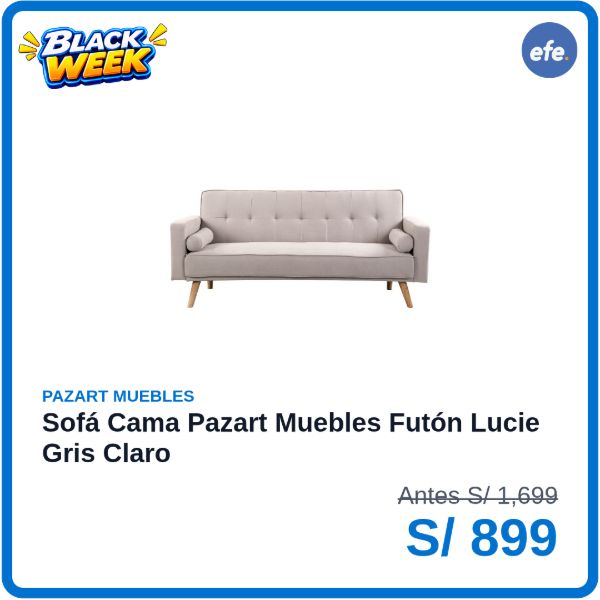 BLACK
WEEK
efe.
PAZART MUEBLES
Sofá Cama Pazart Muebles Futón Lucie
Gris Claro
Antes S/ 1,699
S/ 899